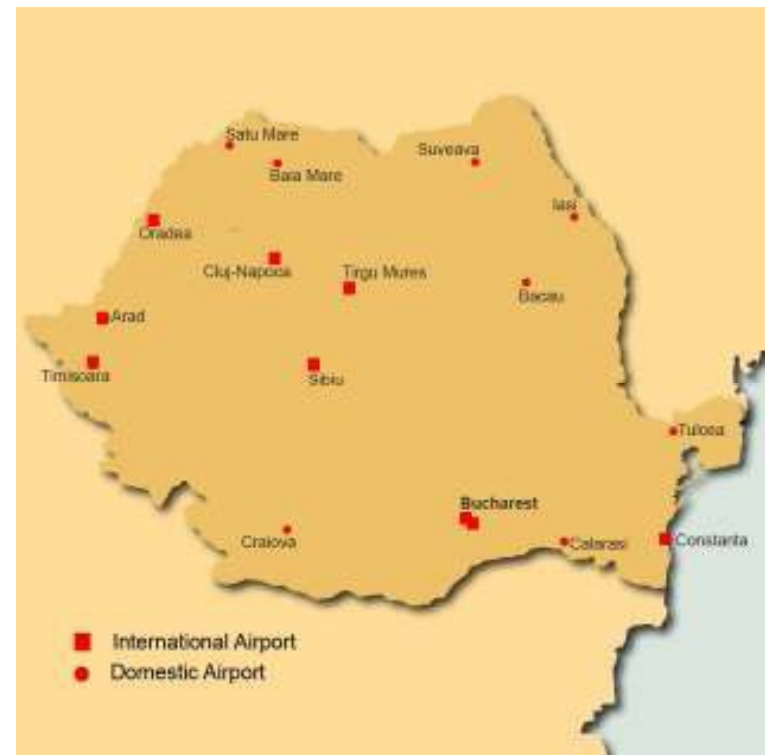 Satu Mare
Suveava
Baia Mare
Iasi
Oradea
Cluj-Napoca
Tirgu Mures
Bacau
Arad
Timisoara
Sibiu
Tulcea
Bucharest
Craiova
Calarasi
Constanta
International Airport
Domestic Airport